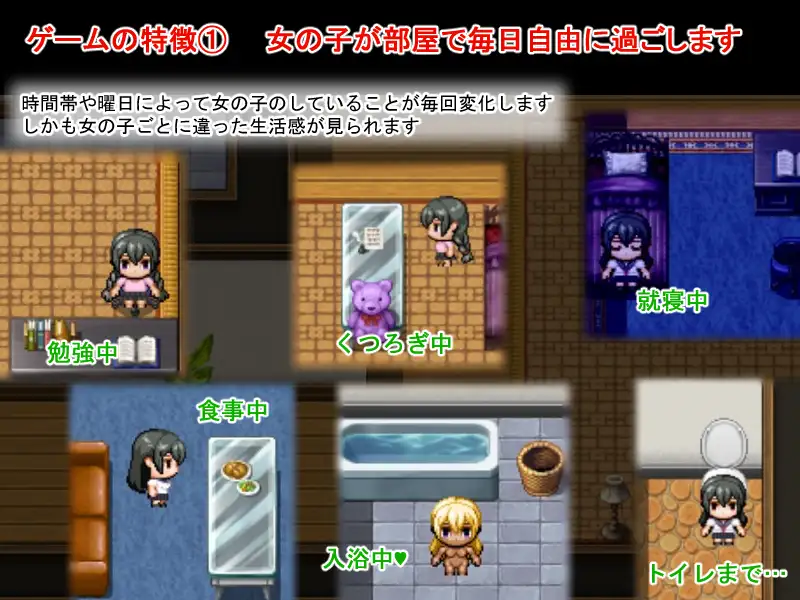 ゲームの特徴① 女の子が部屋で毎日自由に過ごします
時間帯や曜日によって女の子のしていることが毎回変化します
しかも女の子ごとに違った生活感が見られます
就寝中
勉強中
くつろぎ中
食事中
入浴中♥
トイレまで…